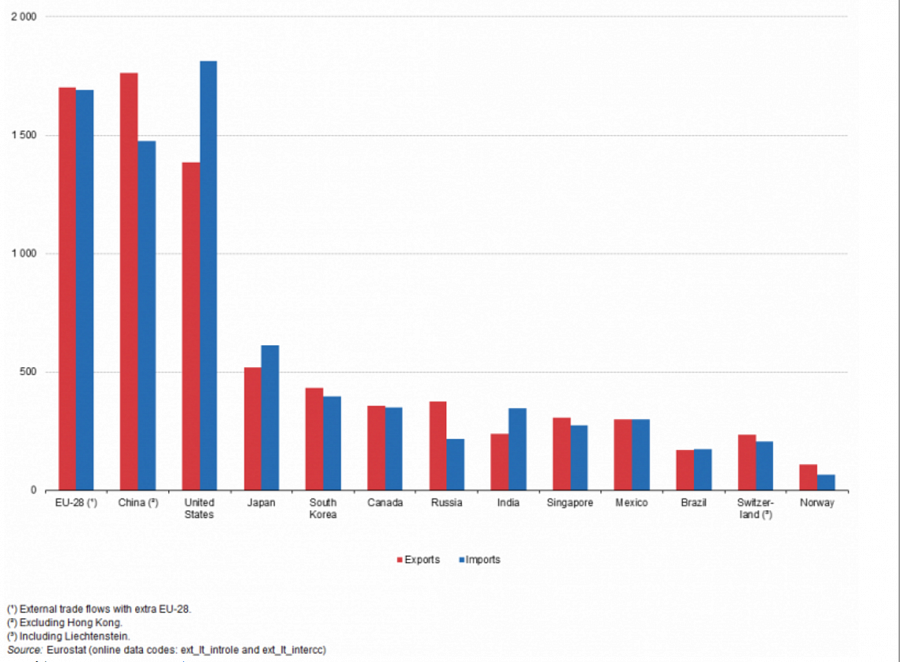 2 000
1 500
1 000
500
0
EU-28 (¹) China (²) United States Japan South Korea Canada Russia India Singapore Mexico Brazil Switzer-land (³) Norway
Exports Imports
(¹) External trade flows with extra EU-28.
(²) Excluding Hong Kong.
(³) Including Liechtenstein.
Source: Eurostat (online data codes: ext_lt_introle and ext_lt_intercc)